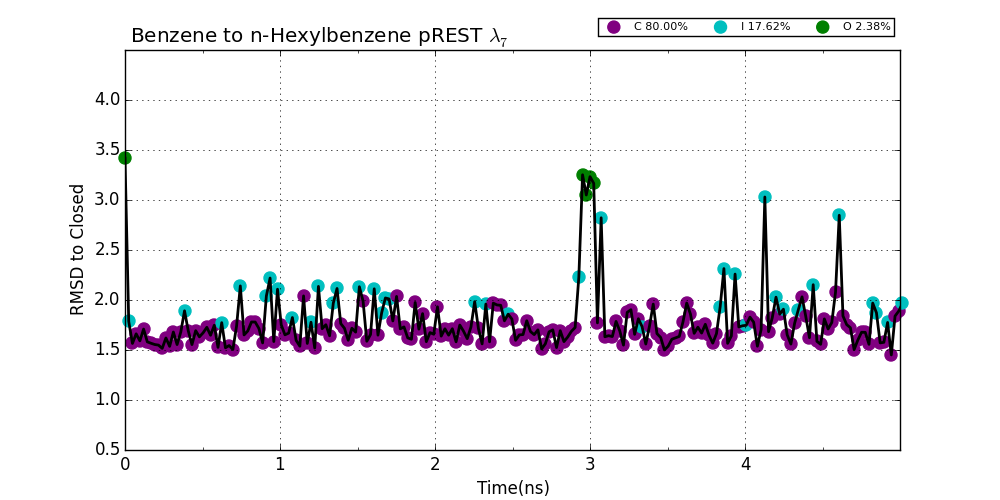 Benzene to n-Hexylbenzene pREST λ7
C 80.00% I 17.62% O 2.38%
RMSD to Closed
4.0
3.5
3.0
2.5
2.0
1.5
1.0
0.5
0 1 2 3 4
Time(ns)